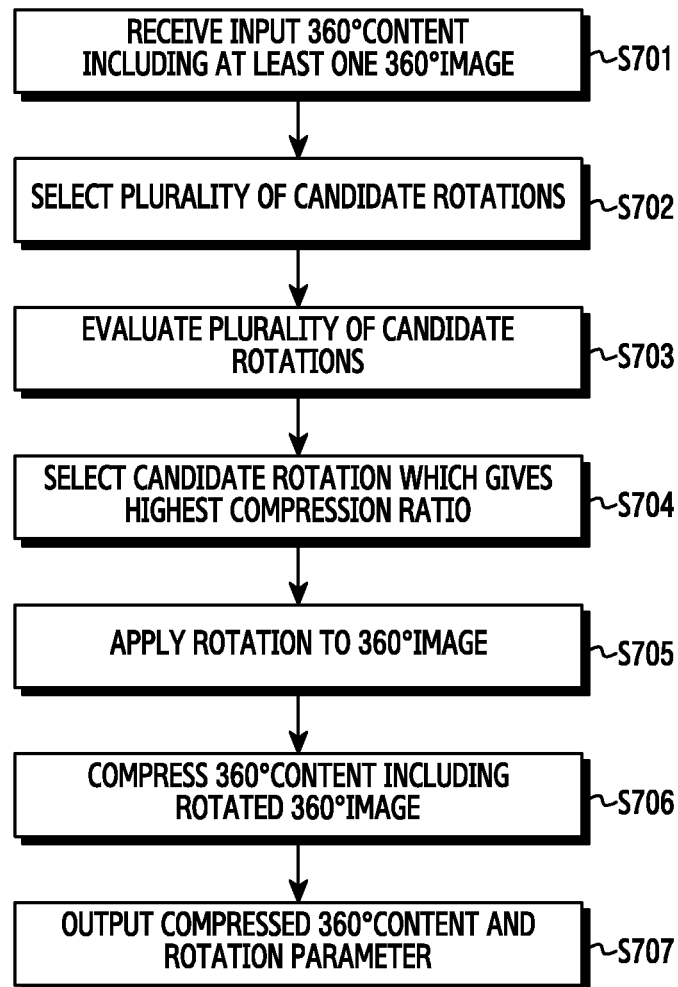 RECEIVE INPUT 360°CONTENT
INCLUDING AT LEAST ONE 360°IMAGE
S701
SELECT PLURALITY OF CANDIDATE ROTATIONS
S702
EVALUATE PLURALITY OF CANDIDATE
ROTATIONS
S703
SELECT CANDIDATE ROTATION WHICH GIVES
HIGHEST COMPRESSION RATIO
S704
APPLY ROTATION TO 360°IMAGE
S705
COMPRESS 360°CONTENT INCLUDING
ROTATED 360°IMAGE
S706
OUTPUT COMPRESSED 360°CONTENT AND
ROTATION PARAMETER
S707